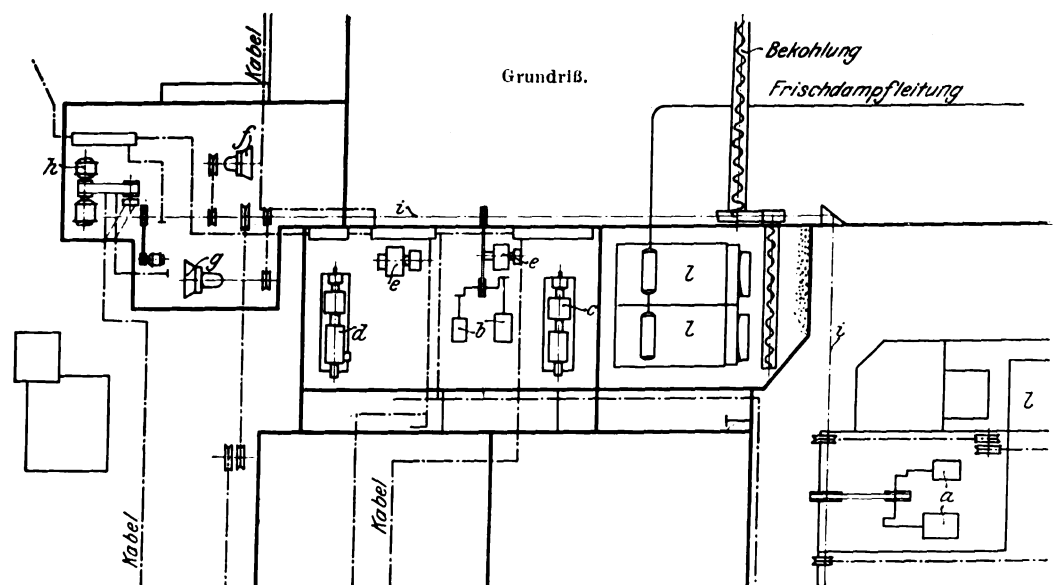 Kabel
Grundriß.
Bekohlung
Frischdampfleitung
f
h
i
g
e
e
l
d
b
c
l
i
l
a
Kabel
Kabel